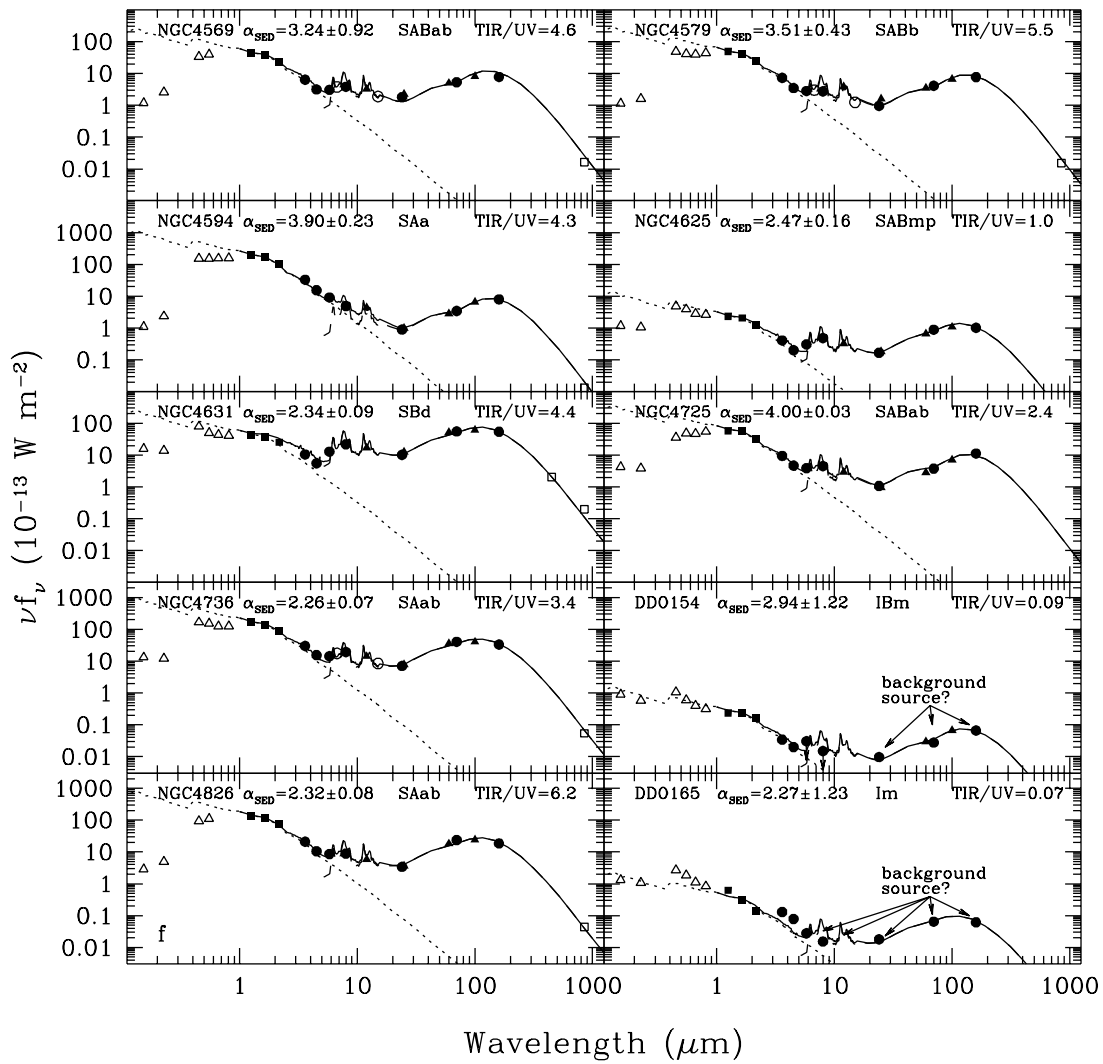 NGC4569 α_SED=3.24±0.92 SABab TIR/UV=4.6
NGC4579 α_SED=3.51±0.43 SABb TIR/UV=5.5
100
10
1
0.1
0.01
NGC4594 α_SED=3.90±0.23 SAa TIR/UV=4.3
NGC4625 α_SED=2.47±0.16 SABmp TIR/UV=1.0
1000
100
10
1
0.1
NGC4631 α_SED=2.34±0.09 SBd TIR/UV=4.4
NGC4725 α_SED=4.00±0.03 SABab TIR/UV=2.4
100
10
1
0.1
0.01
NGC4736 α_SED=2.26±0.07 SAab TIR/UV=3.4
DDO154 α_SED=2.94±1.22 IBm TIR/UV=0.09
1000
100
10
1
0.1
0.01
background
source?
NGC4826 α_SED=2.32±0.08 SAab TIR/UV=6.2
DDO165 α_SED=2.27±1.23 Im TIR/UV=0.07
1000
100
10
1
0.1
0.01
background
source?
f
1 10 100 1000
1 10 100 1000
νf_ν (10⁻¹³ W m⁻²)
Wavelength (μm)